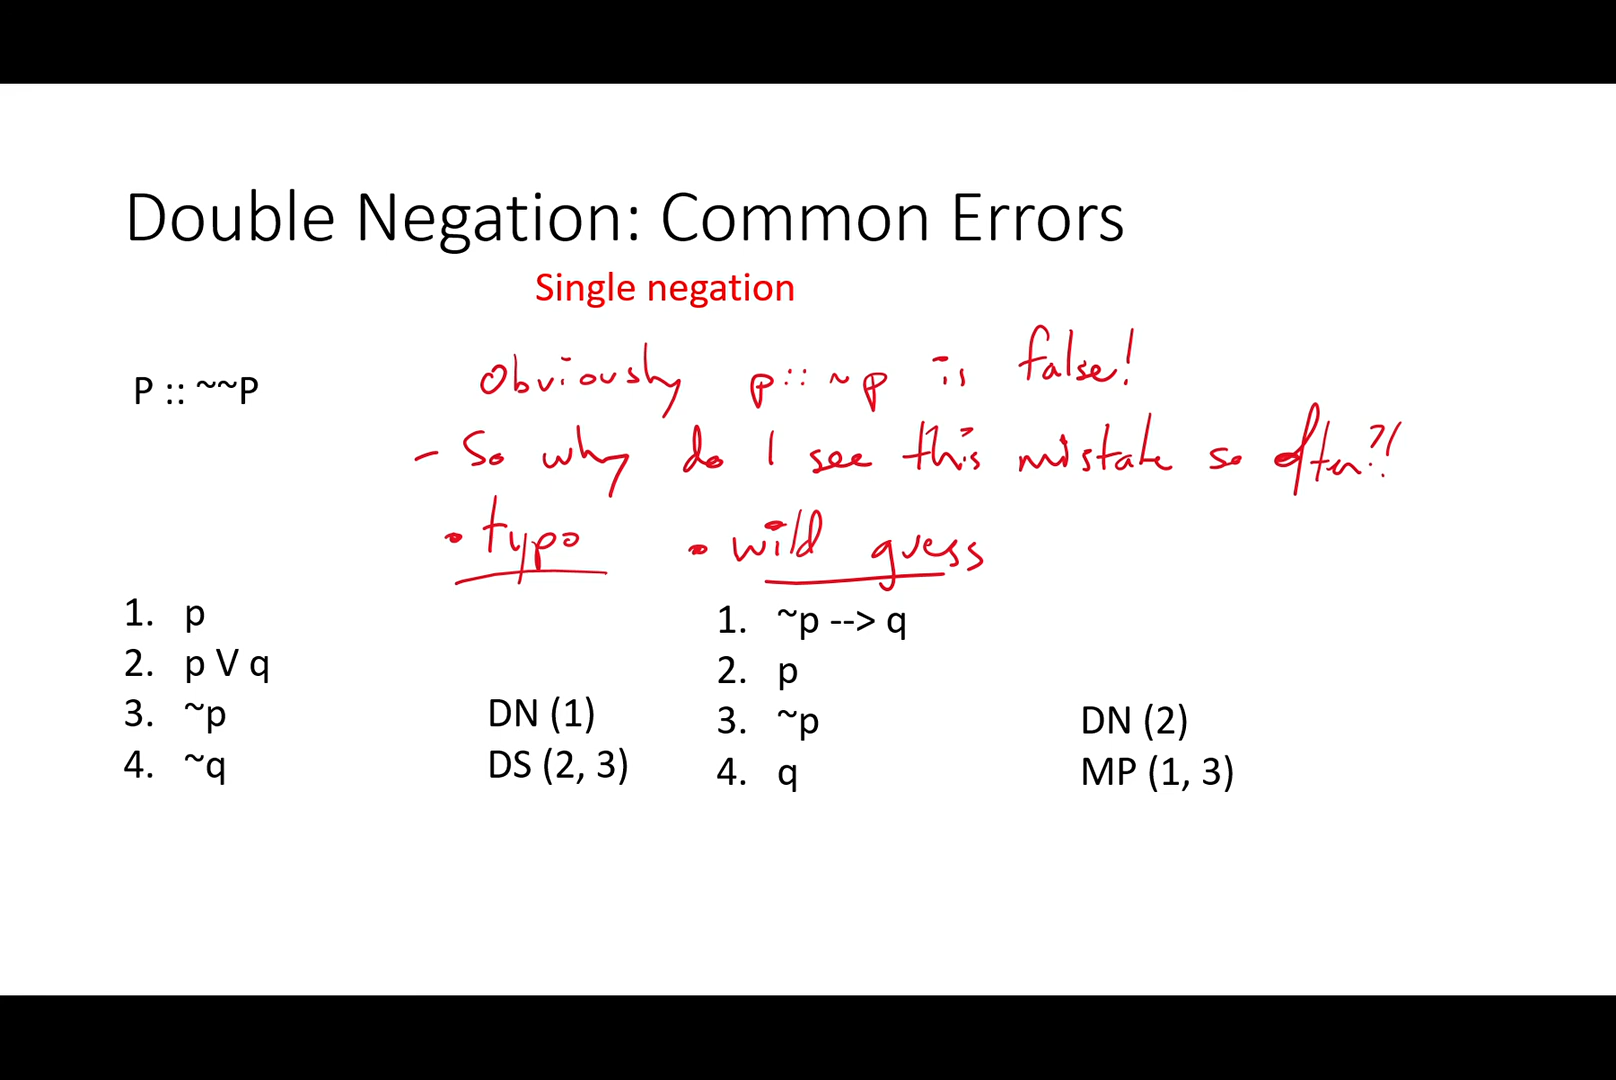 Double Negation: Common Errors
Single negation
P :: ~~P
Obviously p :: ~p is false!
- So why do I see this mistake so often?!
• typo • wild guess
1. p
2. p V q
3. ~p DN (1)
4. ~q DS (2, 3)
1. ~p --> q
2. p
3. ~p DN (2)
4. q MP (1, 3)